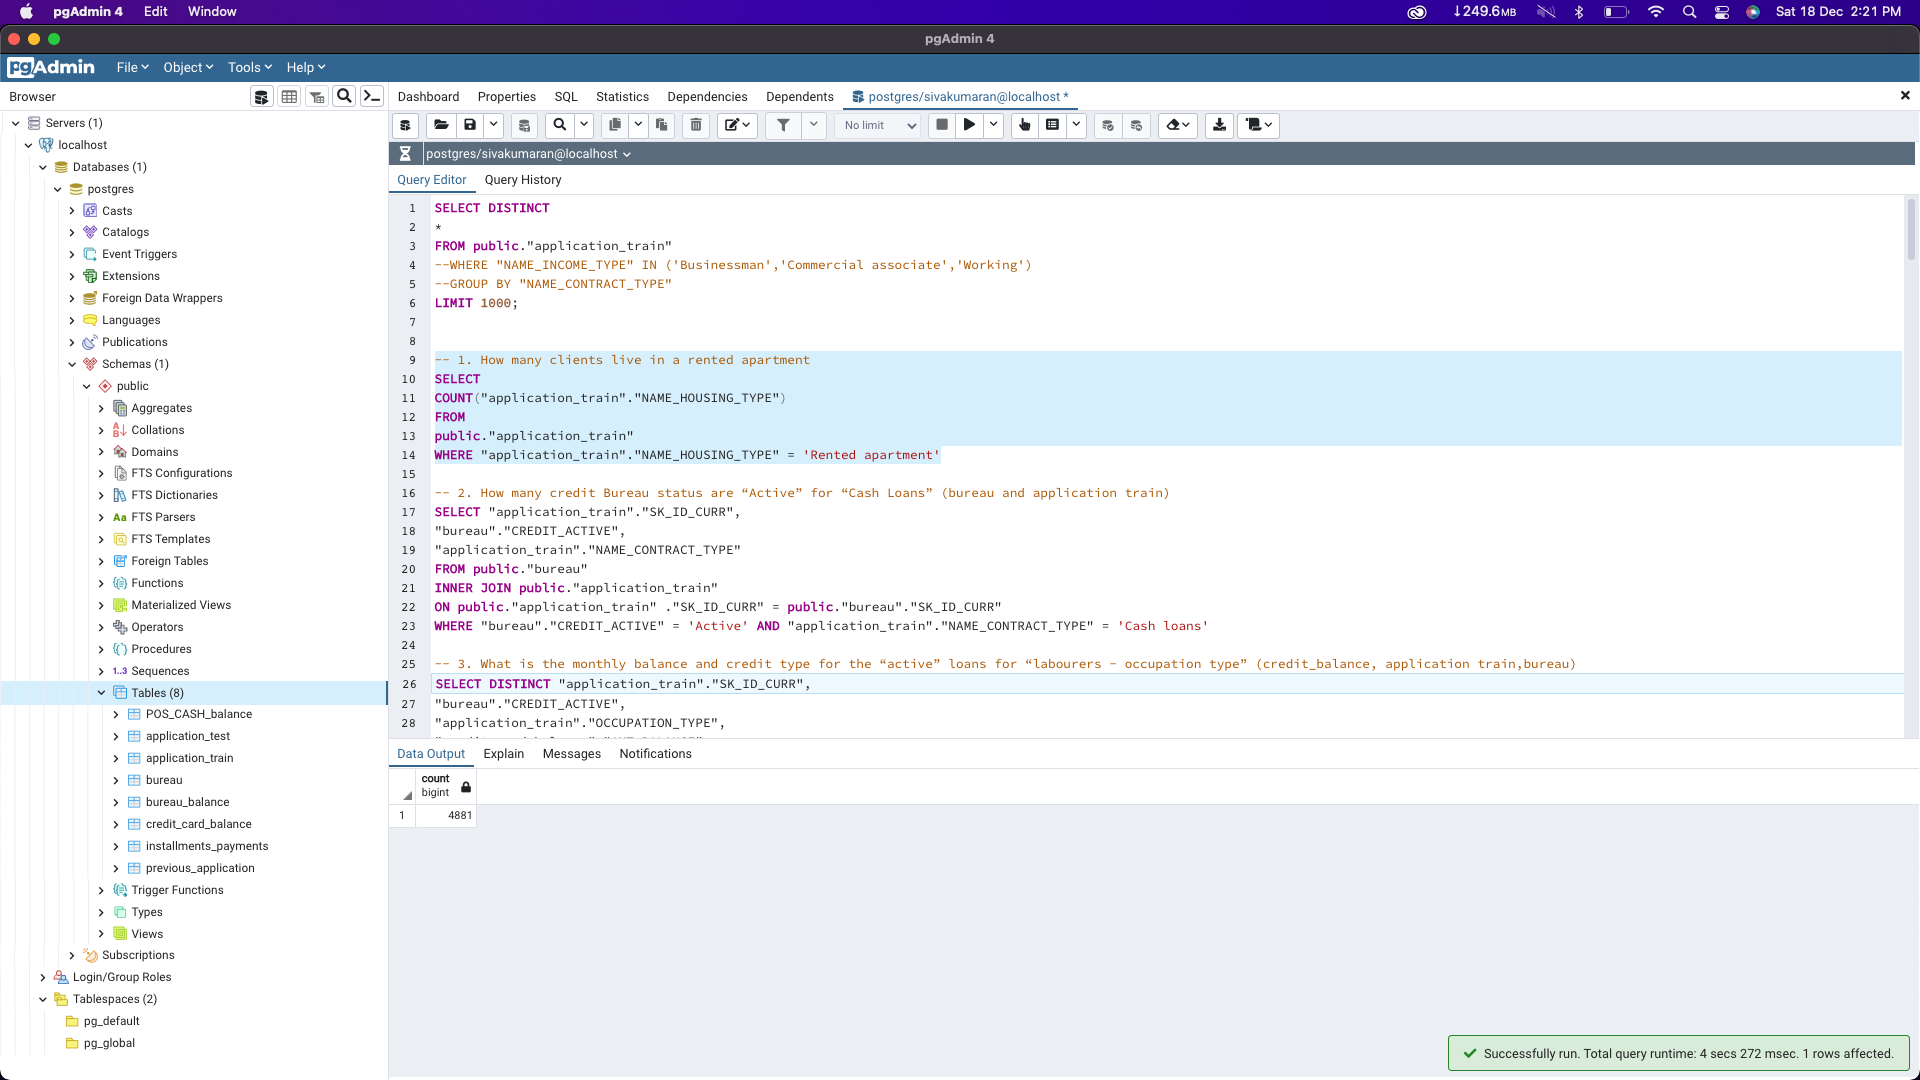 pgAdmin 4 Edit Window 249.6MB Sat 18 Dec 2:21 PM
pgAdmin 4
pgAdmin File Object Tools Help
Browser Dashboard Properties SQL Statistics Dependencies Dependents postgres/sivakumaran@localhost *
No limit
postgres/sivakumaran@localhost
Query Editor Query History
Servers (1)
localhost
Databases (1)
postgres
Casts
Catalogs
Event Triggers
Extensions
Foreign Data Wrappers
Languages
Publications
Schemas (1)
public
Aggregates
Collations
Domains
FTS Configurations
FTS Dictionaries
Aa FTS Parsers
FTS Templates
Foreign Tables
Functions
Materialized Views
Operators
Procedures
1..3 Sequences
Tables (8)
POS_CASH_balance
application_test
application_train
bureau
bureau_balance
credit_card_balance
installments_payments
previous_application
Trigger Functions
Types
Views
Subscriptions
Login/Group Roles
Tablespaces (2)
pg_default
pg_global
1 SELECT DISTINCT
2 *
3 FROM public."application_train"
4 --WHERE "NAME_INCOME_TYPE" IN ('Businessman','Commercial associate','Working')
5 --GROUP BY "NAME_CONTRACT_TYPE"
6 LIMIT 1000;
7
8
9 -- 1. How many clients live in a rented apartment
10 SELECT
11 COUNT("application_train"."NAME_HOUSING_TYPE")
12 FROM
13 public."application_train"
14 WHERE "application_train"."NAME_HOUSING_TYPE" = 'Rented apartment'
15
16 -- 2. How many credit Bureau status are “Active” for “Cash Loans” (bureau and application train)
17 SELECT "application_train"."SK_ID_CURR",
18 "bureau"."CREDIT_ACTIVE",
19 "application_train"."NAME_CONTRACT_TYPE"
20 FROM public."bureau"
21 INNER JOIN public."application_train"
22 ON public."application_train" ."SK_ID_CURR" = public."bureau"."SK_ID_CURR"
23 WHERE "bureau"."CREDIT_ACTIVE" = 'Active' AND "application_train"."NAME_CONTRACT_TYPE" = 'Cash loans'
24
25 -- 3. What is the monthly balance and credit type for the “active” loans for “labourers - occupation type” (credit_balance, application train,bureau)
26 SELECT DISTINCT "application_train"."SK_ID_CURR",
27 "bureau"."CREDIT_ACTIVE",
28 "application_train"."OCCUPATION_TYPE",
Data Output Explain Messages Notifications
count
bigint
1 4881
Successfully run. Total query runtime: 4 secs 272 msec. 1 rows affected.